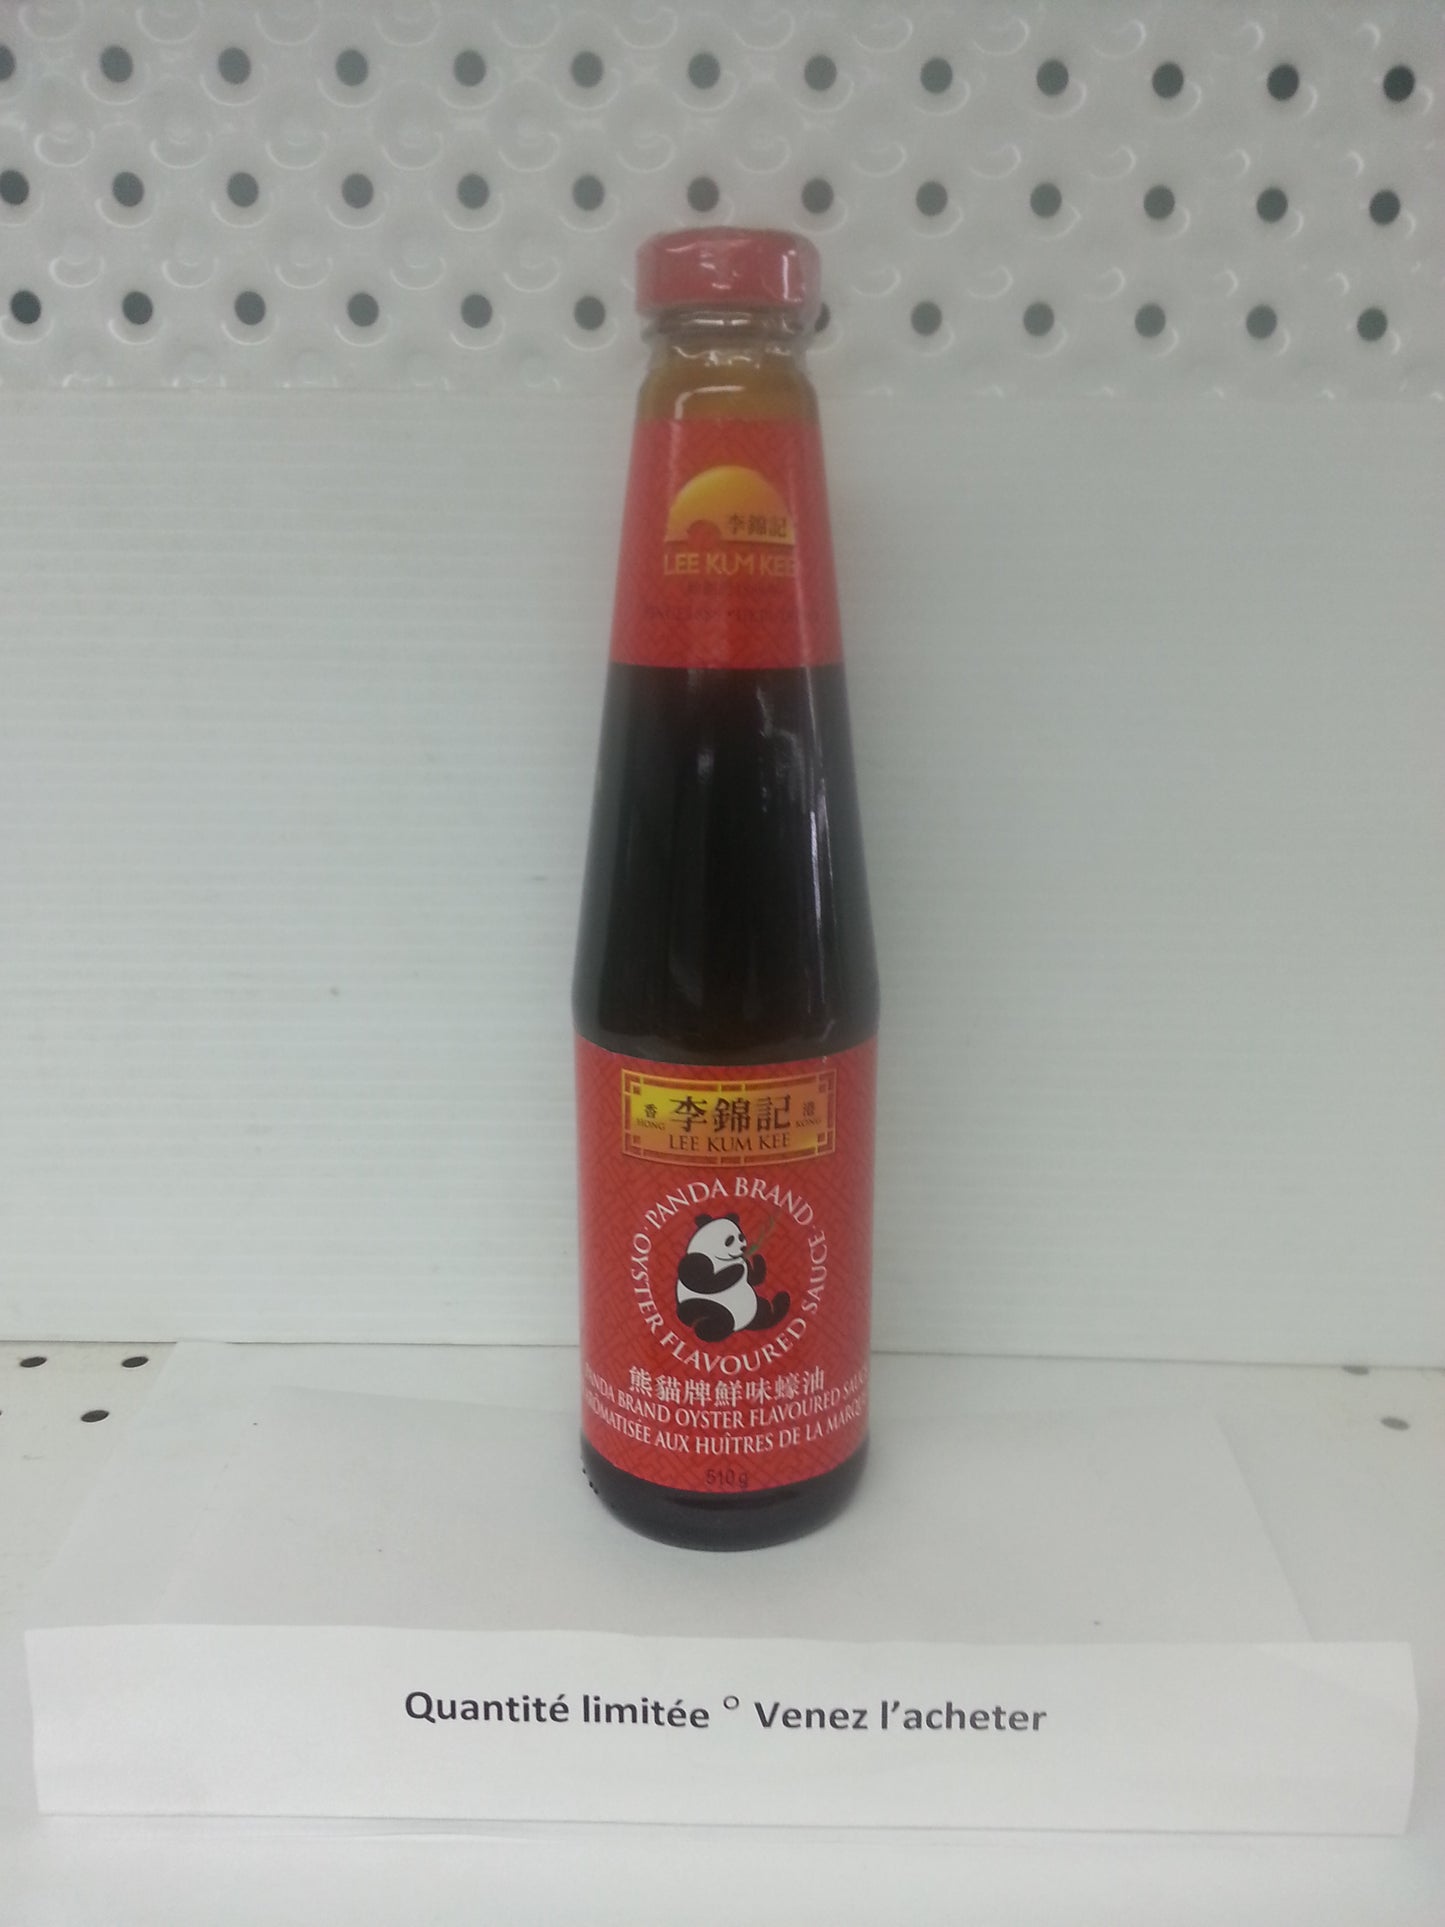 李錦記
LEE KUM KEE
香 李錦記 港
HONG LEE KUM KEE KONG
PANDA BRAND
OYSTER FLAVOURED SAUCE
熊貓牌鮮味蠔油
PANDA BRAND OYSTER FLAVOURED SAUCE
AUX HUÎTRES DE LA
510 g
Quantité limitée ° Venez l'acheter